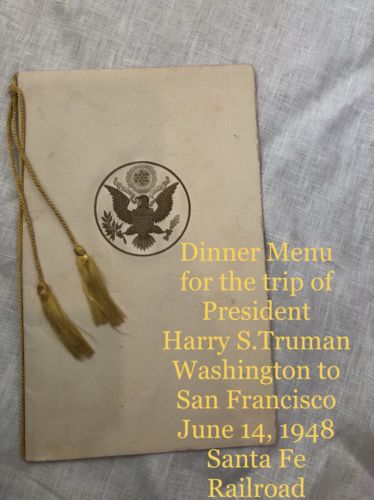 Dinner Menu
for the trip of
President
Harry S.Truman
Washington to
San Francisco
June 14, 1948
Santa Fe
Railroad